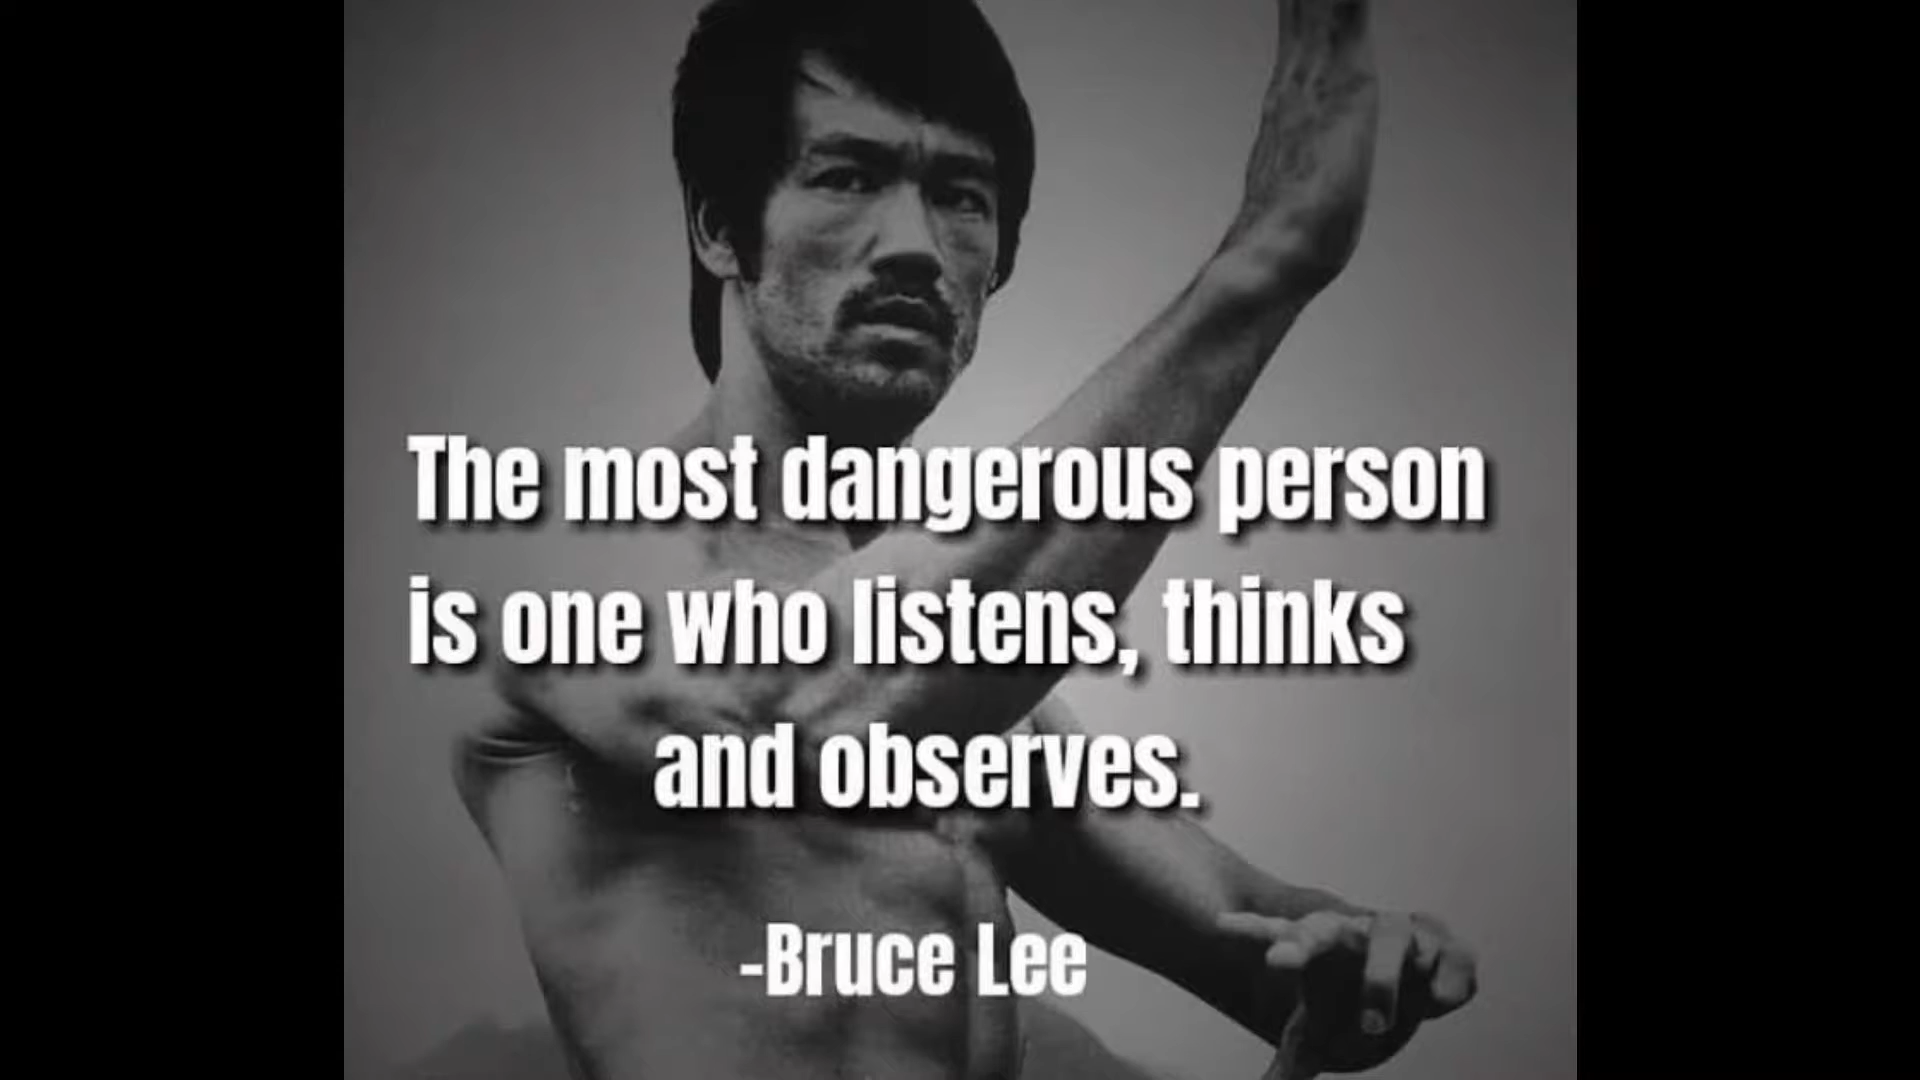 The most dangerous person
is one who listens, thinks
and observes.
-Bruce Lee